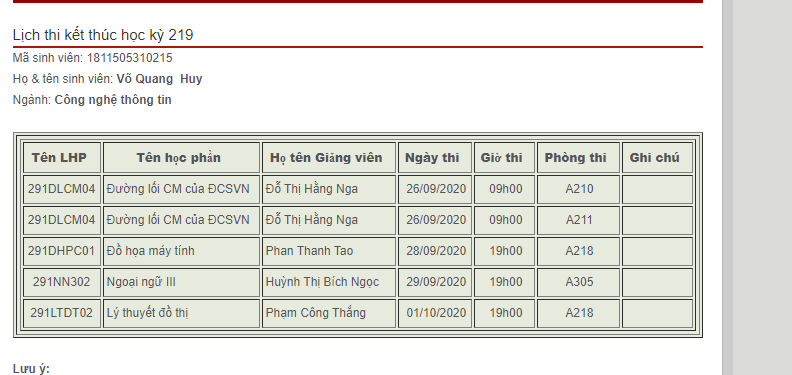 Lịch thi kết thúc học kỳ 219
Mã sinh viên: 1811505310215
Họ & tên sinh viên: Võ Quang Huy
Ngành: Công nghệ thông tin
Tên LHP Tên học phần Họ tên Giảng viên Ngày thi Giờ thi Phòng thi Ghi chú
291DLCM04 Đường lối CM của ĐCSVN Đỗ Thị Hằng Nga 26/09/2020 09h00 A210
291DLCM04 Đường lối CM của ĐCSVN Đỗ Thị Hằng Nga 26/09/2020 09h00 A211
291DHPC01 Đồ họa máy tính Phan Thanh Tao 28/09/2020 19h00 A218
291NN302 Ngoại ngữ III Huỳnh Thị Bích Ngọc 29/09/2020 19h00 A305
291LTDT02 Lý thuyết đồ thị Phạm Công Thắng 01/10/2020 19h00 A218
Lưu ý: